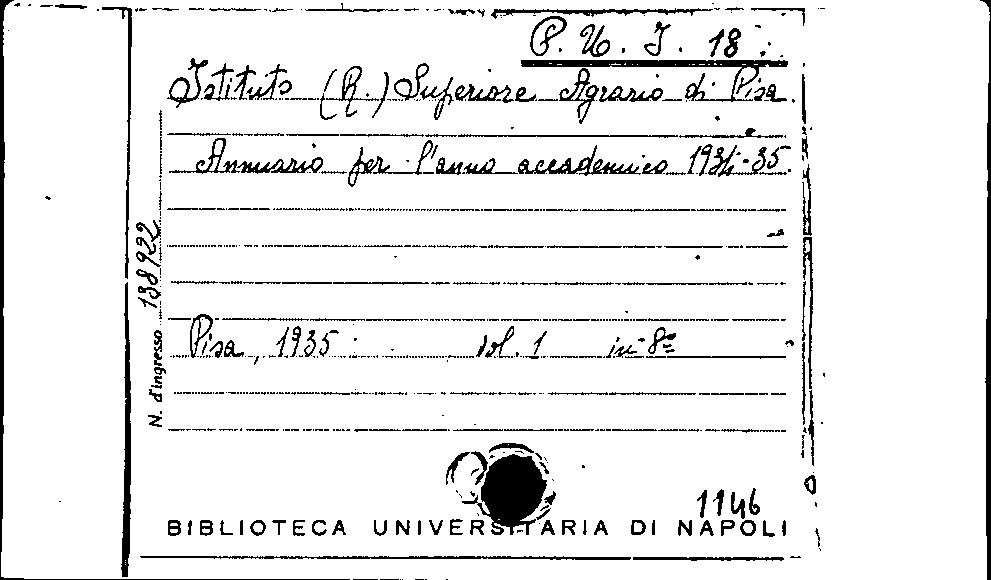 P. U. I. 18.
Istituto (R.) Superiore Agrario di Pisa.
Annuario per l'anno accademico 1934-35.
Pisa, 1935. vol. 1 in-8º
N. d'ingresso 138922
1146
BIBLIOTECA UNIVERSITARIA DI NAPOLI